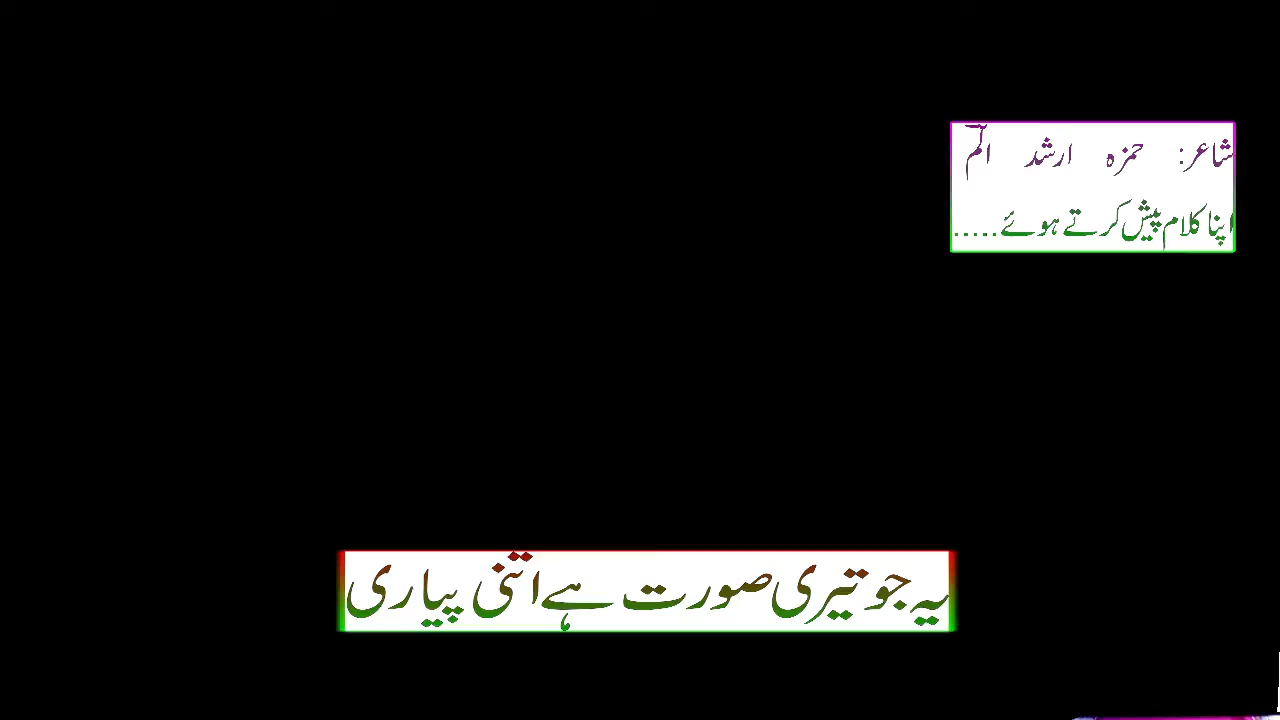 شاعر: حمزہ ارشد المؔ
اپنا کلام پیش کرتے ہوئے.....
یہ جو تیری صورت ہے اتنی پیاری